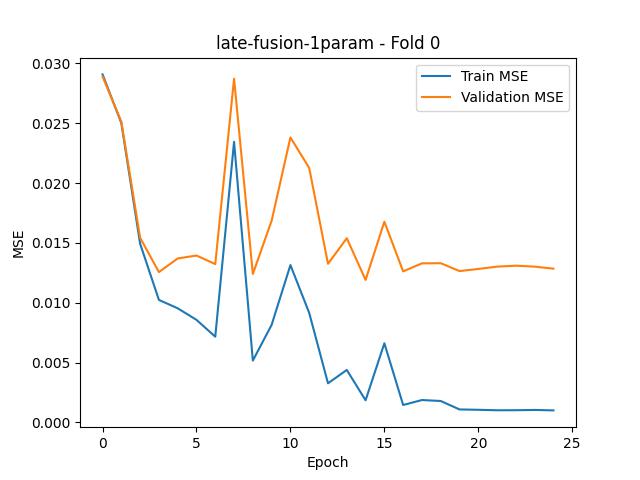 late-fusion-1param - Fold 0
Train MSE
Validation MSE
0.030
0.025
0.020
0.015
0.010
0.005
0.000
MSE
0 5 10 15 20 25
Epoch